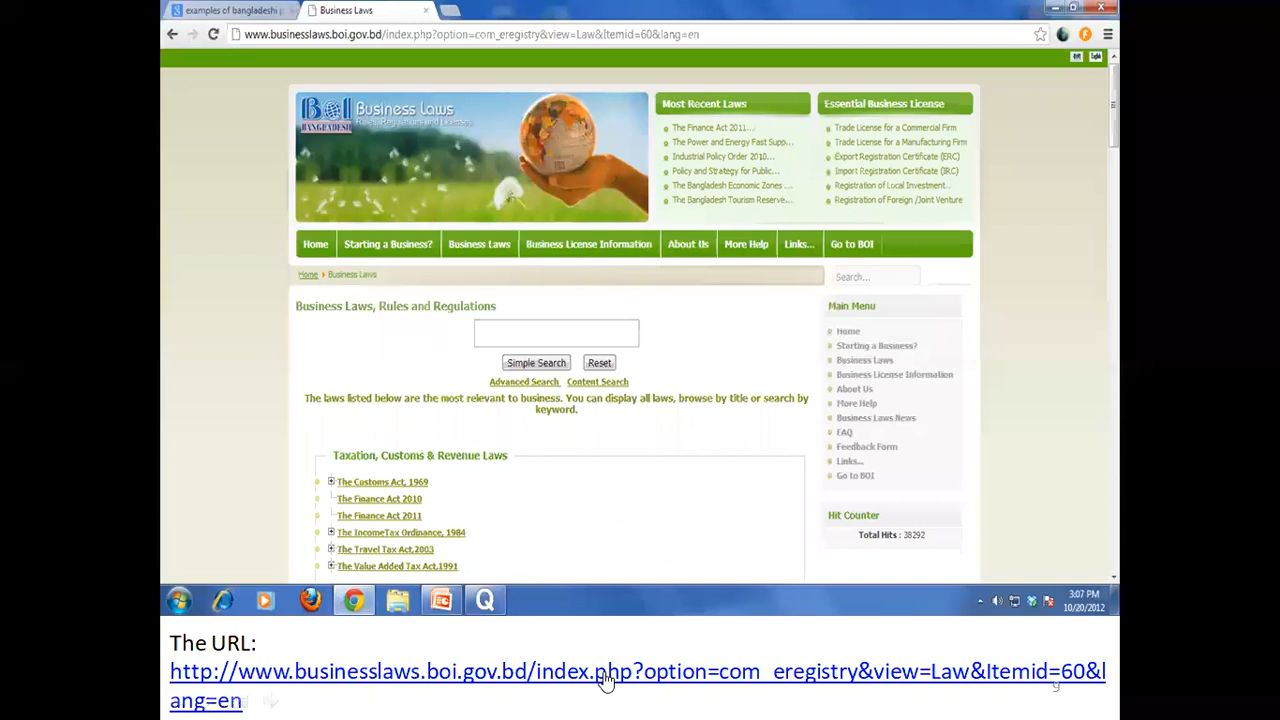 examples of bangladeshi p
Business Laws
www.businesslaws.boi.gov.bd/index.php?option=com_eregistry&view=Law&Itemid=60&lang=en
BOI
BANGLADESH
Business Laws
Rules, Regulations and Licenses
Most Recent Laws
The Finance Act 2011...
The Power and Energy Fast Supp...
Industrial Policy Order 2010...
Policy and Strategy for Public...
The Bangladesh Economic Zones ...
The Bangladesh Tourism Reserve...
Essential Business License
Trade License for a Commercial Firm
Trade License for a Manufacturing Firm
Export Registration Certificate (ERC)
Import Registration Certificate (IRC)
Registration of Local Investment...
Registration of Foreign /Joint Venture
Home Starting a Business? Business Laws Business License Information About Us More Help Links... Go to BOI
Home Business Laws
Search...
Business Laws, Rules and Regulations
Simple Search Reset
Advanced Search Content Search
The laws listed below are the most relevant to business. You can display all laws, browse by title or search by
keyword.
Taxation, Customs & Revenue Laws
The Customs Act, 1969
The Finance Act 2010
The Finance Act 2011
The IncomeTax Ordinance, 1984
The Travel Tax Act,2003
The Value Added Tax Act,1991
Main Menu
Home
Starting a Business?
Business Laws
Business License Information
About Us
More Help
Business Laws News
FAQ
Feedback Form
Links...
Go to BOI
Hit Counter
Total Hits : 38292
3:07 PM
10/20/2012
The URL:
http://www.businesslaws.boi.gov.bd/index.php?option=com_eregistry&view=Law&Itemid=60&l
ang=en
9